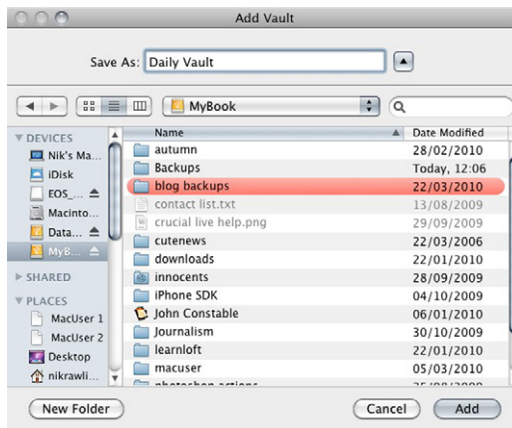 Add Vault
Save As: Daily Vault
MyBook
DEVICES
Nik's Ma...
iDisk
EOS_...
Macinto...
Data...
MyB...
SHARED
PLACES
MacUser 1
MacUser 2
Desktop
nikrawli...
Name Date Modified
autumn 28/02/2010
Backups Today, 12:06
blog backups 22/03/2010
contact list.txt 13/08/2009
crucial live help.png 29/09/2009
cutenews 22/03/2006
downloads 22/01/2010
innocents 28/09/2009
iPhone SDK 04/10/2009
John Constable 06/01/2010
Journalism 30/10/2009
learnloft 22/01/2010
macuser 05/03/2010
photoshop actions
New Folder Cancel Add